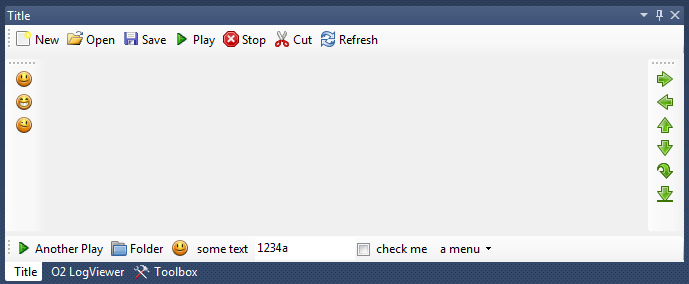 Title
New Open Save Play Stop Cut Refresh
Another Play Folder some text 1234a check me a menu
Title O2 LogViewer Toolbox